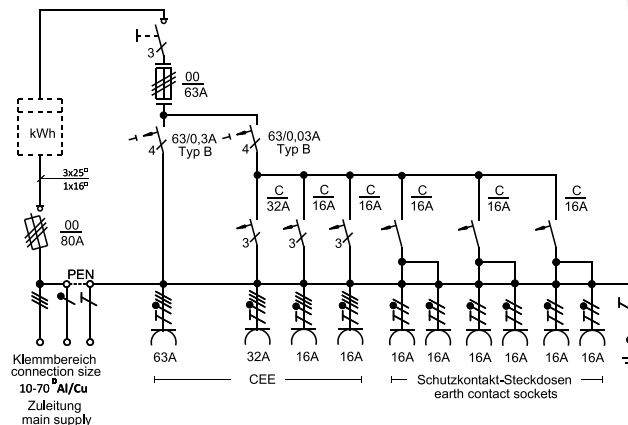 3
00
63A
kWh
63/0,3A
Typ B
4
63/0,03A
Typ B
4
3x25□
1x16□
00
80A
C
32A
C
16A
C
16A
C
16A
C
16A
C
16A
3
3
3
PEN
63A
32A
16A
16A
16A
16A
16A
16A
16A
16A
Klemmbereich
connection size
10-70□Al/Cu
Zuleitung
main supply
CEE
Schutzkontakt-Steckdosen
earth contact sockets